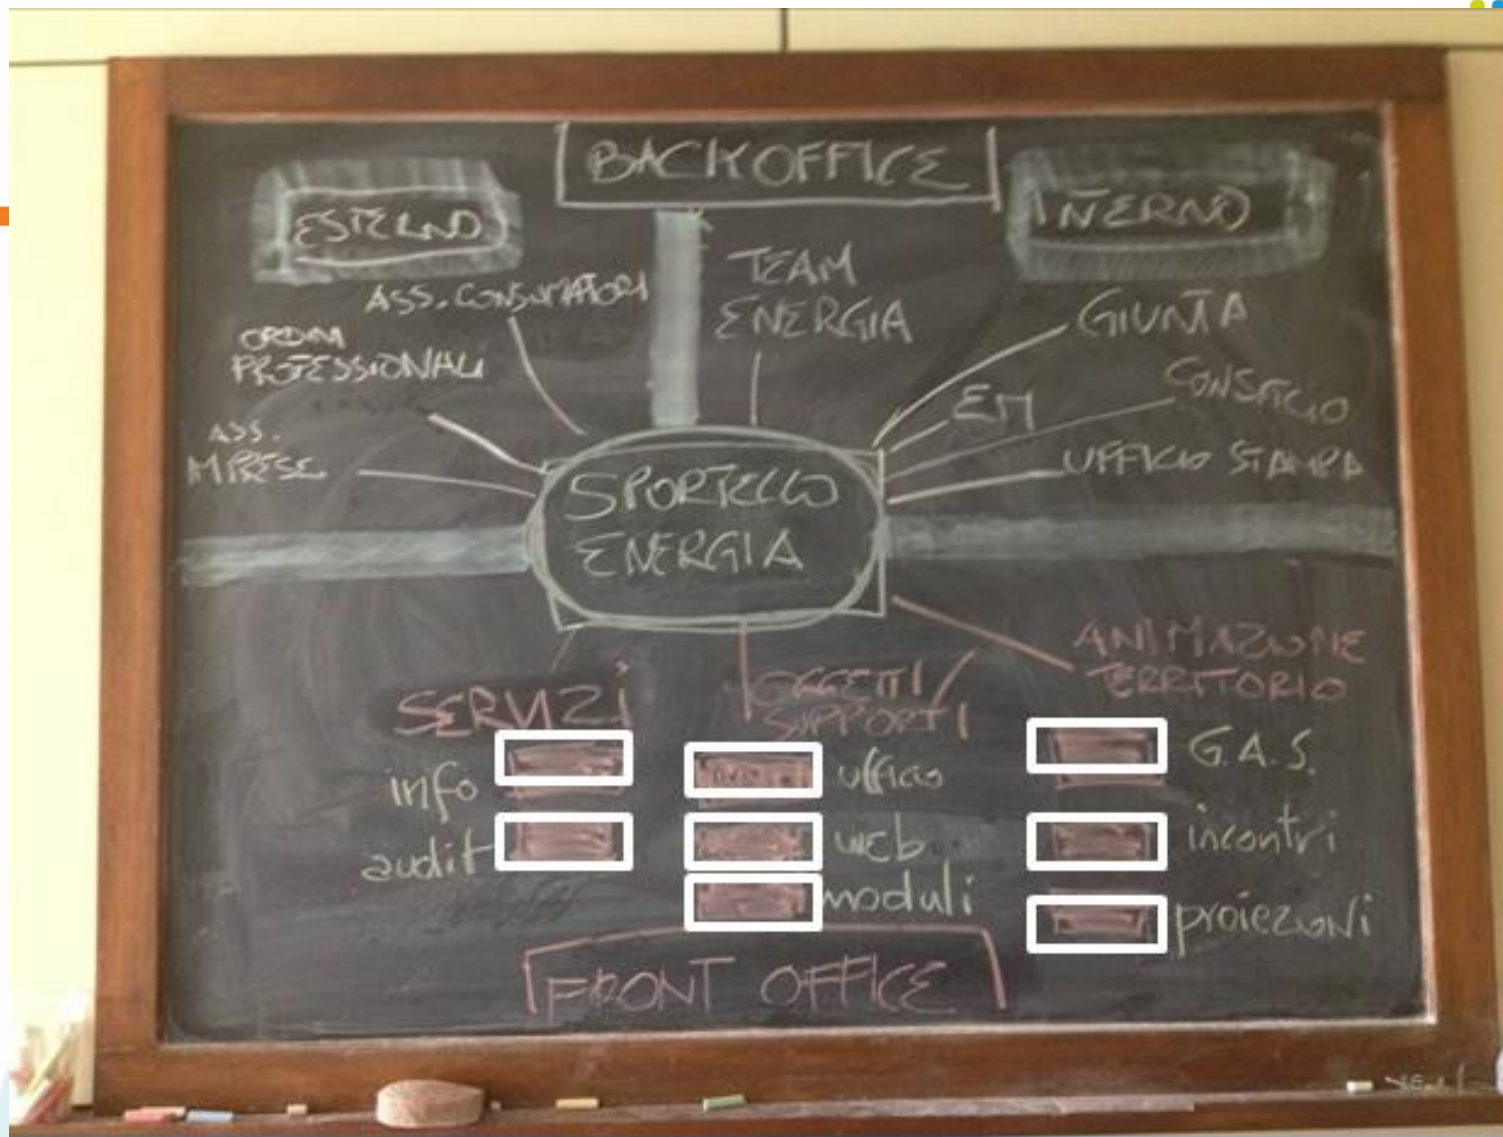 BACKOFFICE
ESTERNO
INTERNO
ASS. CONSUMATORI
TEAM
ENERGIA
ORDINI
PROFESSIONALI
GIUNTA
EM
CONSIGLIO
ASS.
IMPRESE
UFFICIO STAMPA
SPORTELLO
ENERGIA
SERVIZI
info
audit
OGGETTI/
SUPPORTI
ufficio
web
moduli
ANIMAZIONE
TERRITORIO
G.A.S.
incontri
proiezioni
FRONT OFFICE